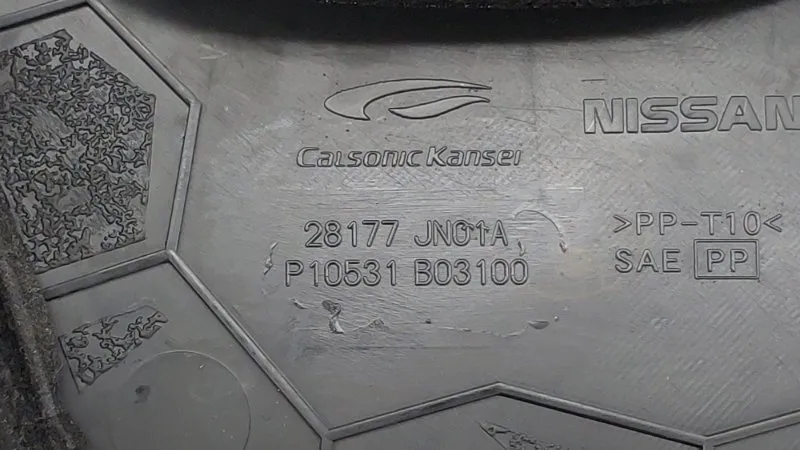 NISSAN
Calsonic Kansei
28177 JN01A
P10531 B03100
>PP-T10<
SAE PP